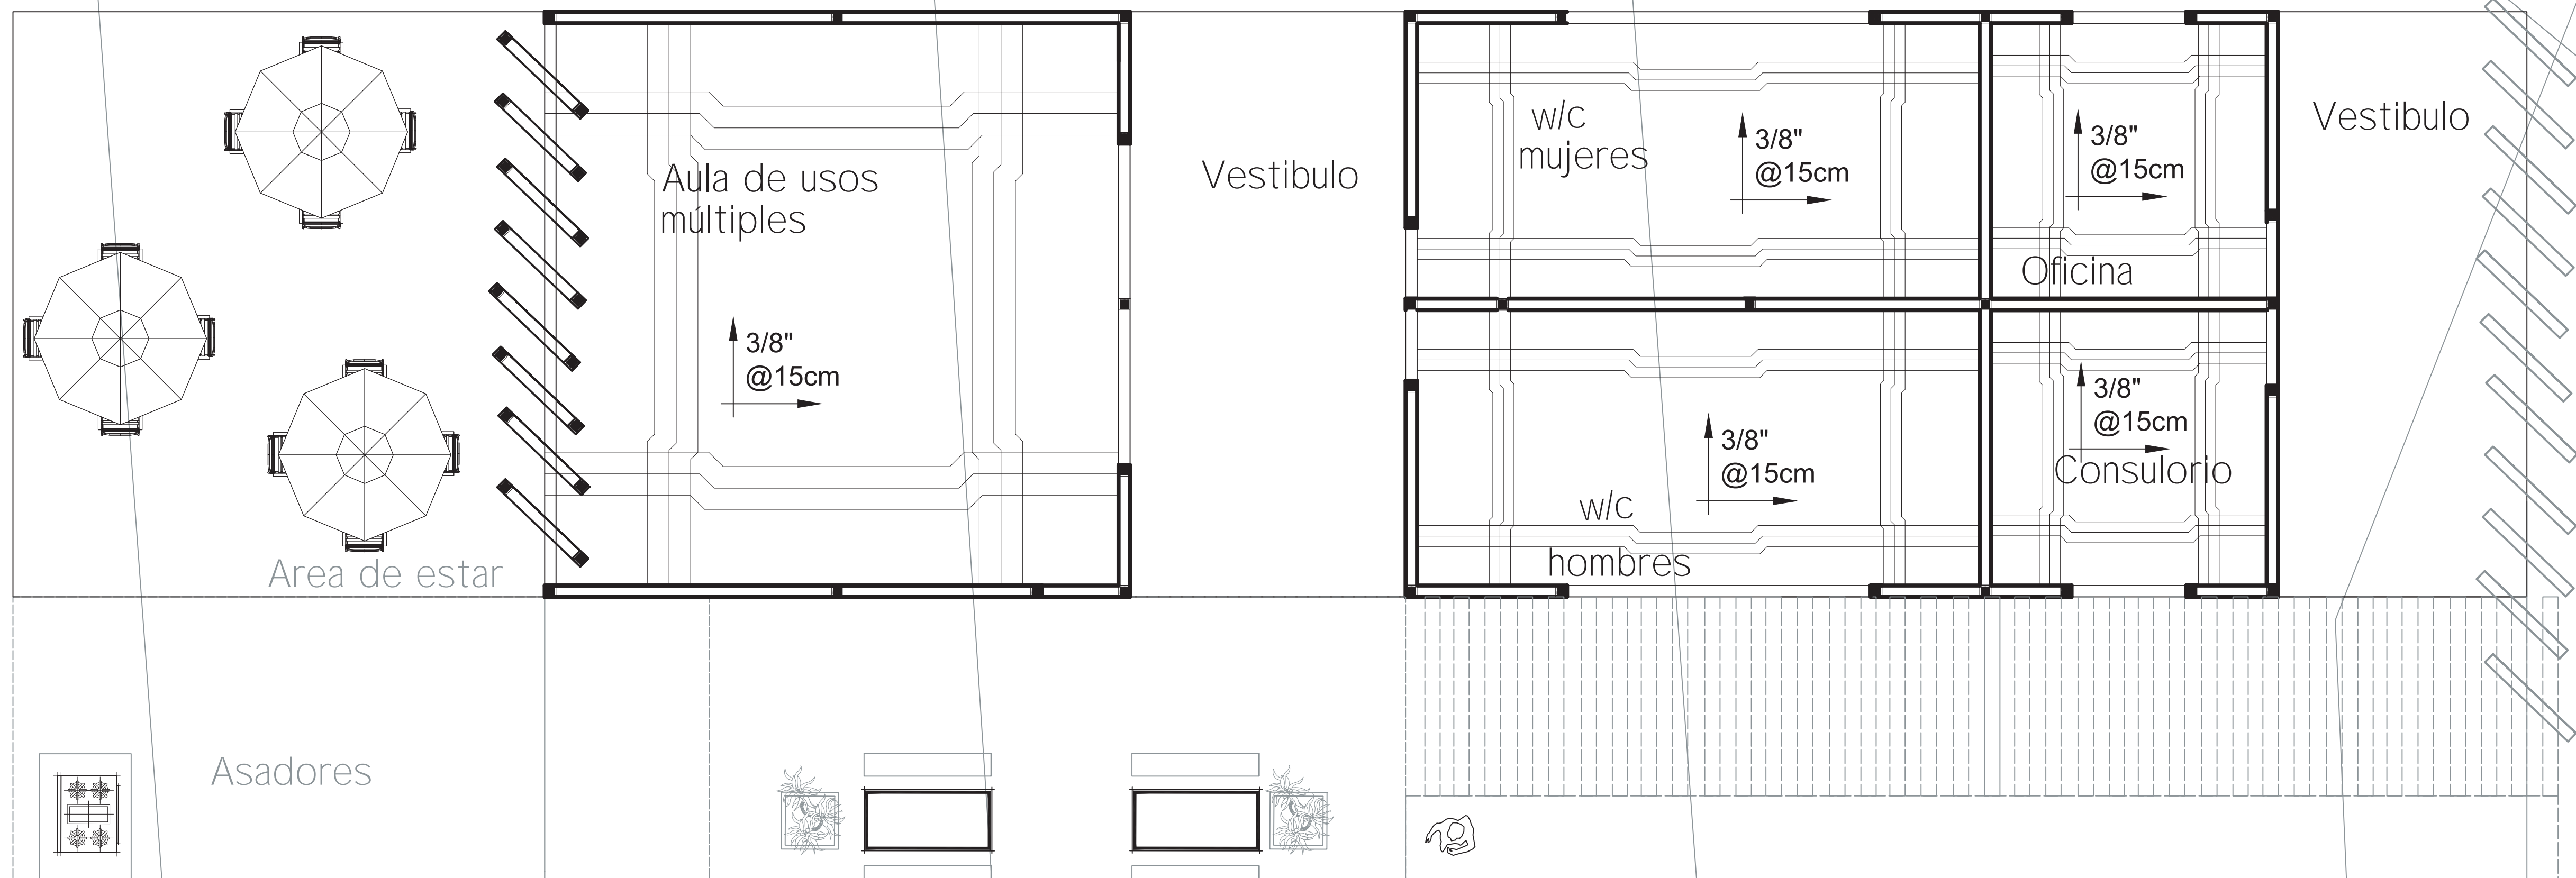 Aula de usos
múltiples
3/8"
@15cm
Area de estar
Asadores
Vestibulo
w/c
mujeres
3/8"
@15cm
3/8"
@15cm
Oficina
Vestibulo
w/c
hombres
3/8"
@15cm
3/8"
@15cm
Consulorio